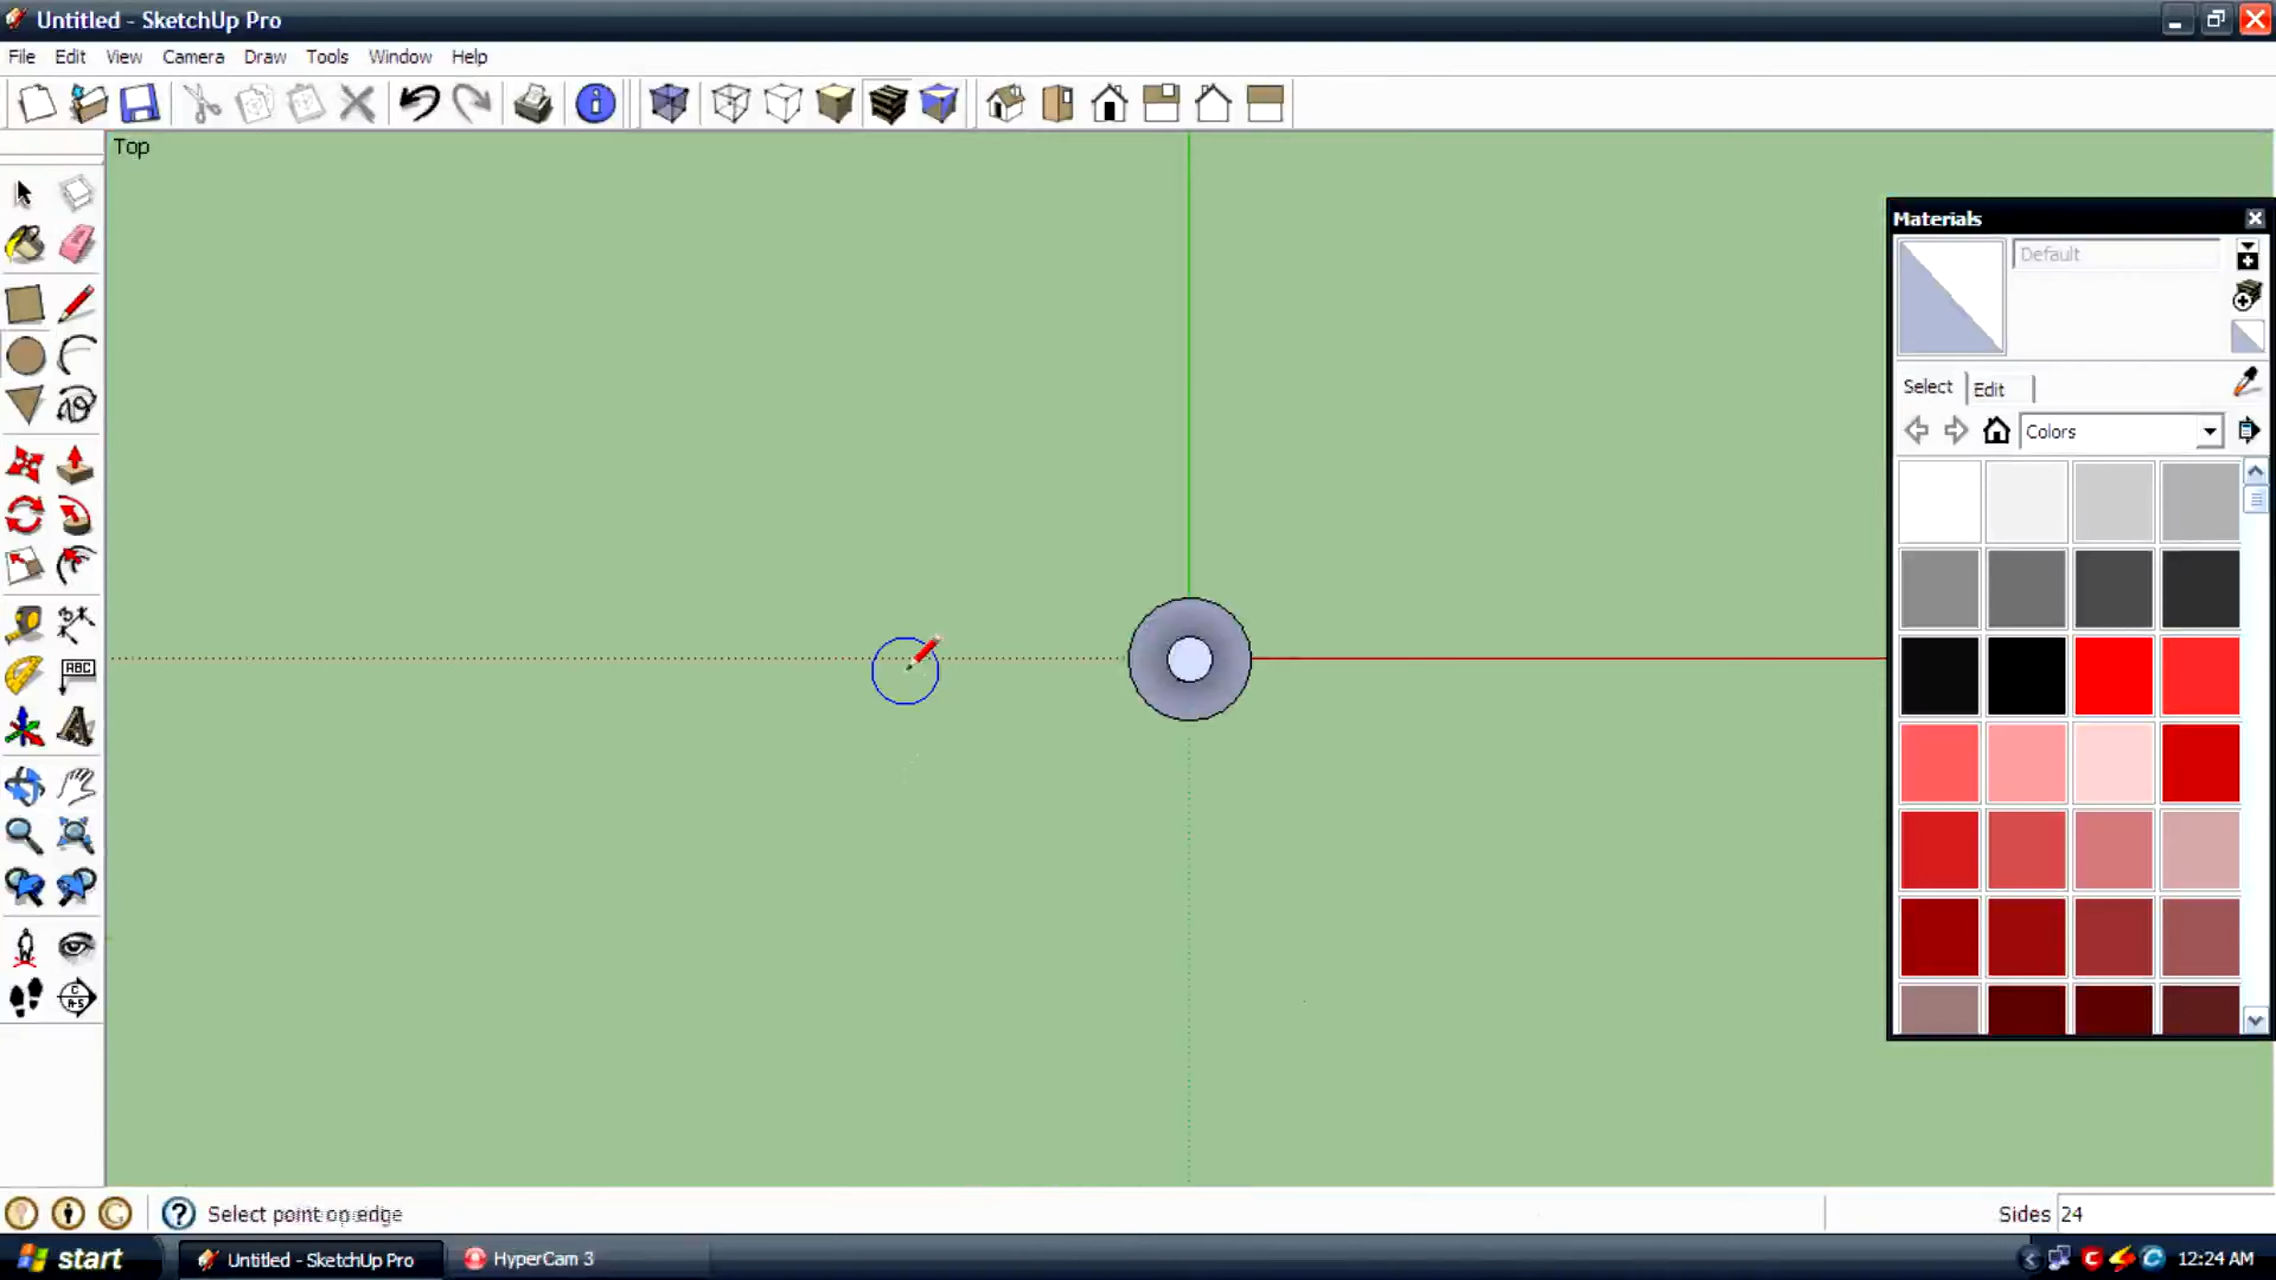 Untitled - SketchUp Pro
File Edit View Camera Draw Tools Window Help
Top
Materials
Default
Select Edit
Colors
ABC
Select point on edge
Sides 24
start Untitled - SketchUp Pro HyperCam 3 12:24 AM